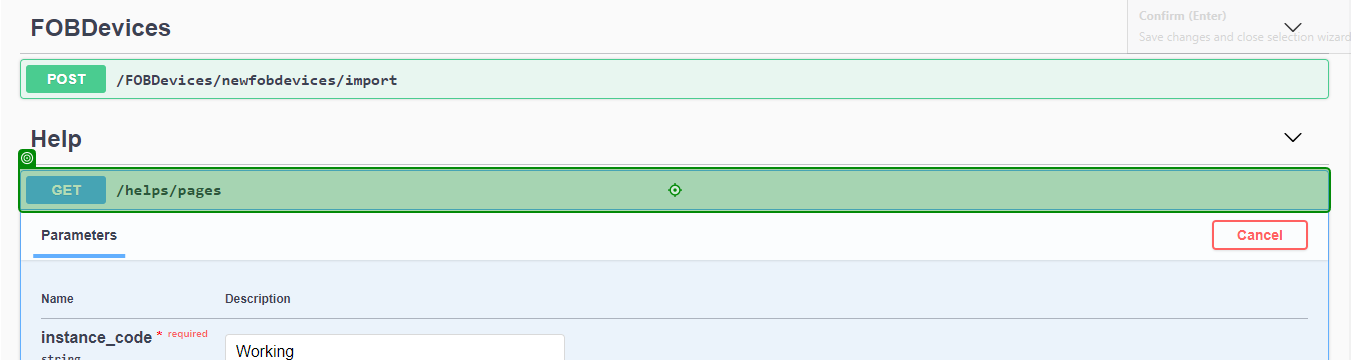 FOBDevices
Confirm (Enter)
Save changes and close selection wizard
POST /FOBDevices/newfobdevices/import
Help
GET /helps/pages
Parameters Cancel
Name Description
instance_code * required
Working
string